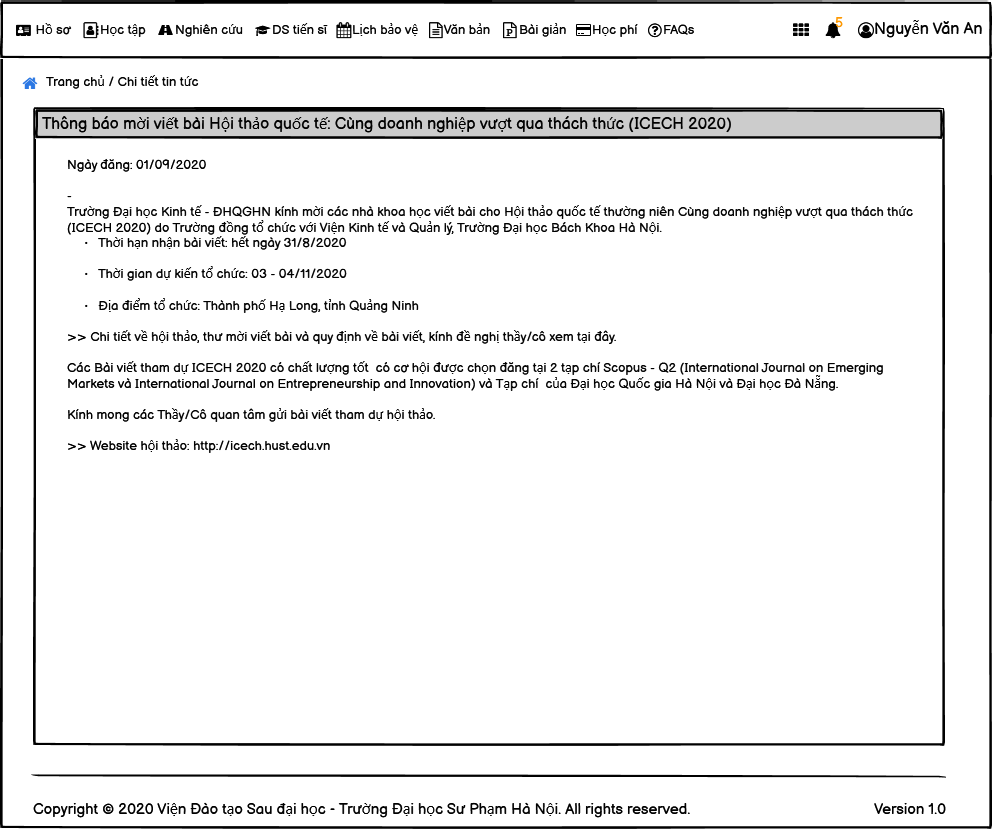 Hồ sơ Học tập Nghiên cứu DS tiến sĩ Lịch bảo vệ Văn bản Bài giản Học phí FAQs 5 Nguyễn Văn An
Trang chủ / Chi tiết tin tức
Thông báo mời viết bài Hội thảo quốc tế: Cùng doanh nghiệp vượt qua thách thức (ICECH 2020)
Ngày đăng: 01/09/2020
-
Trường Đại học Kinh tế - ĐHQGHN kính mời các nhà khoa học viết bài cho Hội thảo quốc tế thường niên Cùng doanh nghiệp vượt qua thách thức
(ICECH 2020) do Trường đồng tổ chức với Viện Kinh tế và Quản lý, Trường Đại học Bách Khoa Hà Nội.
· Thời hạn nhận bài viết: hết ngày 31/8/2020
· Thời gian dự kiến tổ chức: 03 - 04/11/2020
· Địa điểm tổ chức: Thành phố Hạ Long, tỉnh Quảng Ninh
>> Chi tiết về hội thảo, thư mời viết bài và quy định về bài viết, kính đề nghị thầy/cô xem tại đây.
Các Bài viết tham dự ICECH 2020 có chất lượng tốt có cơ hội được chọn đăng tại 2 tạp chí Scopus - Q2 (International Journal on Emerging
Markets và International Journal on Entrepreneurship and Innovation) và Tạp chí của Đại học Quốc gia Hà Nội và Đại học Đà Nẵng.
Kính mong các Thầy/Cô quan tâm gửi bài viết tham dự hội thảo.
>> Website hội thảo: http://icech.hust.edu.vn
Copyright © 2020 Viện Đào tạo Sau đại học - Trường Đại học Sư Phạm Hà Nội. All rights reserved. Version 1.0